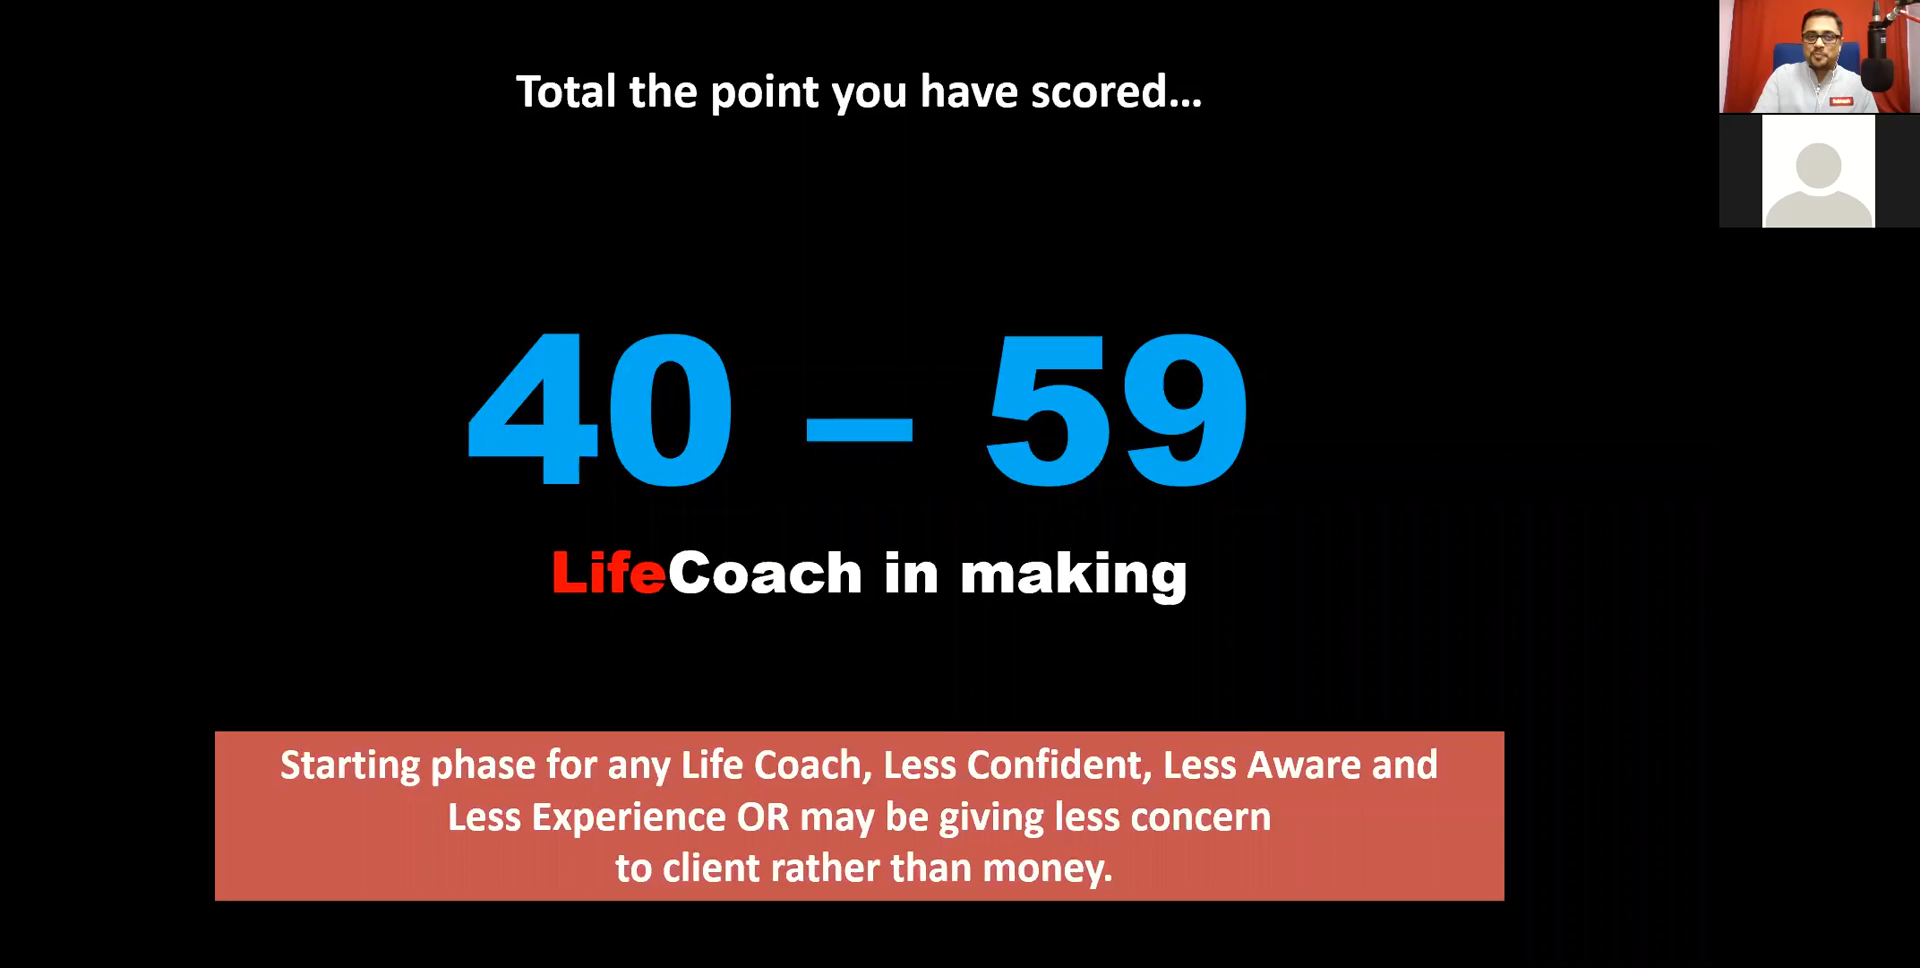 Total the point you have scored...
40 – 59
LifeCoach in making
Starting phase for any Life Coach, Less Confident, Less Aware and
Less Experience OR may be giving less concern
to client rather than money.